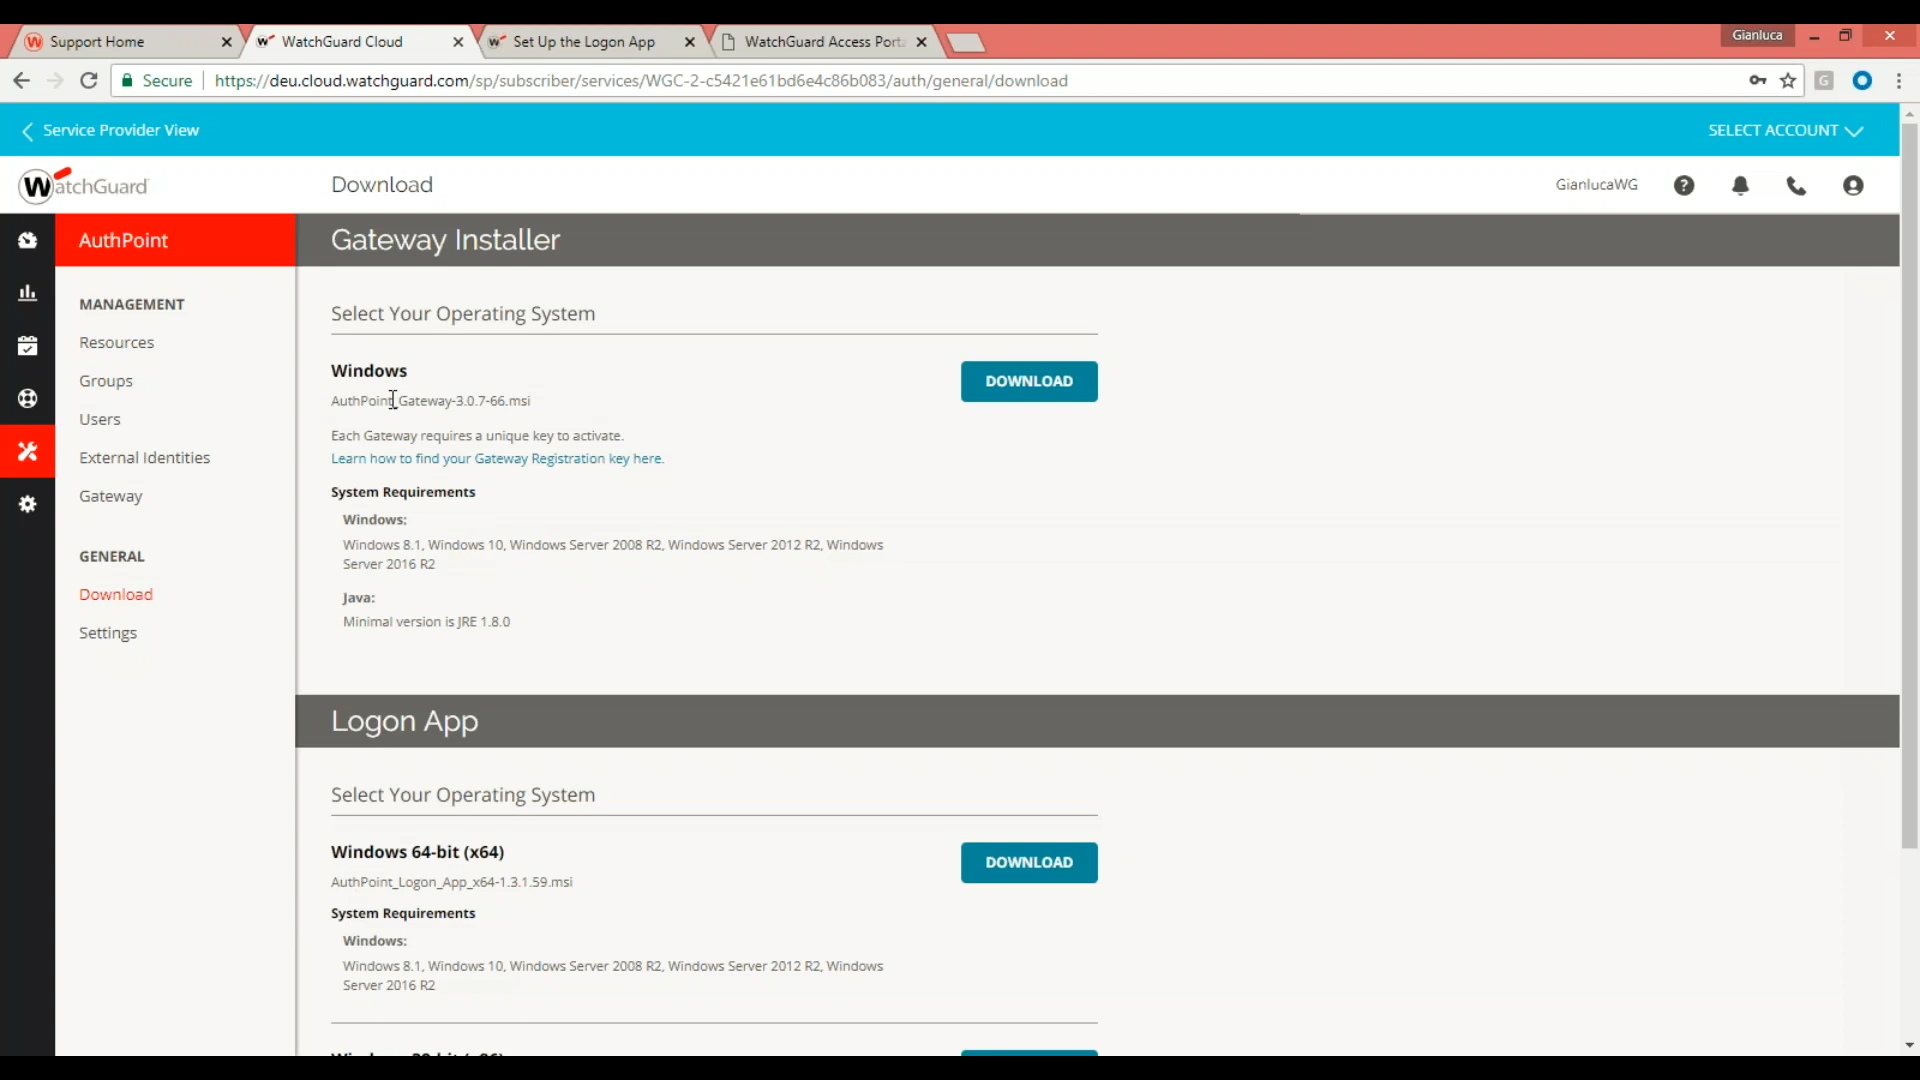 Support Home
WatchGuard Cloud
Set Up the Logon App
WatchGuard Access Porta
Gianluca
Secure
https://deu.cloud.watchguard.com/sp/subscriber/services/WGC-2-c5421e61bd6e4c86b083/auth/general/download
Service Provider View
SELECT ACCOUNT
WatchGuard
Download
GianlucaWG
AuthPoint
MANAGEMENT
Resources
Groups
Users
External Identities
Gateway
GENERAL
Download
Settings
Gateway Installer
Select Your Operating System
Windows
DOWNLOAD
AuthPoint_Gateway-3.0.7-66.msi
Each Gateway requires a unique key to activate.
Learn how to find your Gateway Registration key here.
System Requirements
Windows:
Windows 8.1, Windows 10, Windows Server 2008 R2, Windows Server 2012 R2, Windows
Server 2016 R2
Java:
Minimal version is JRE 1.8.0
Logon App
Select Your Operating System
Windows 64-bit (x64)
DOWNLOAD
AuthPoint_Logon_App_x64-1.3.1.59.msi
System Requirements
Windows:
Windows 8.1, Windows 10, Windows Server 2008 R2, Windows Server 2012 R2, Windows
Server 2016 R2